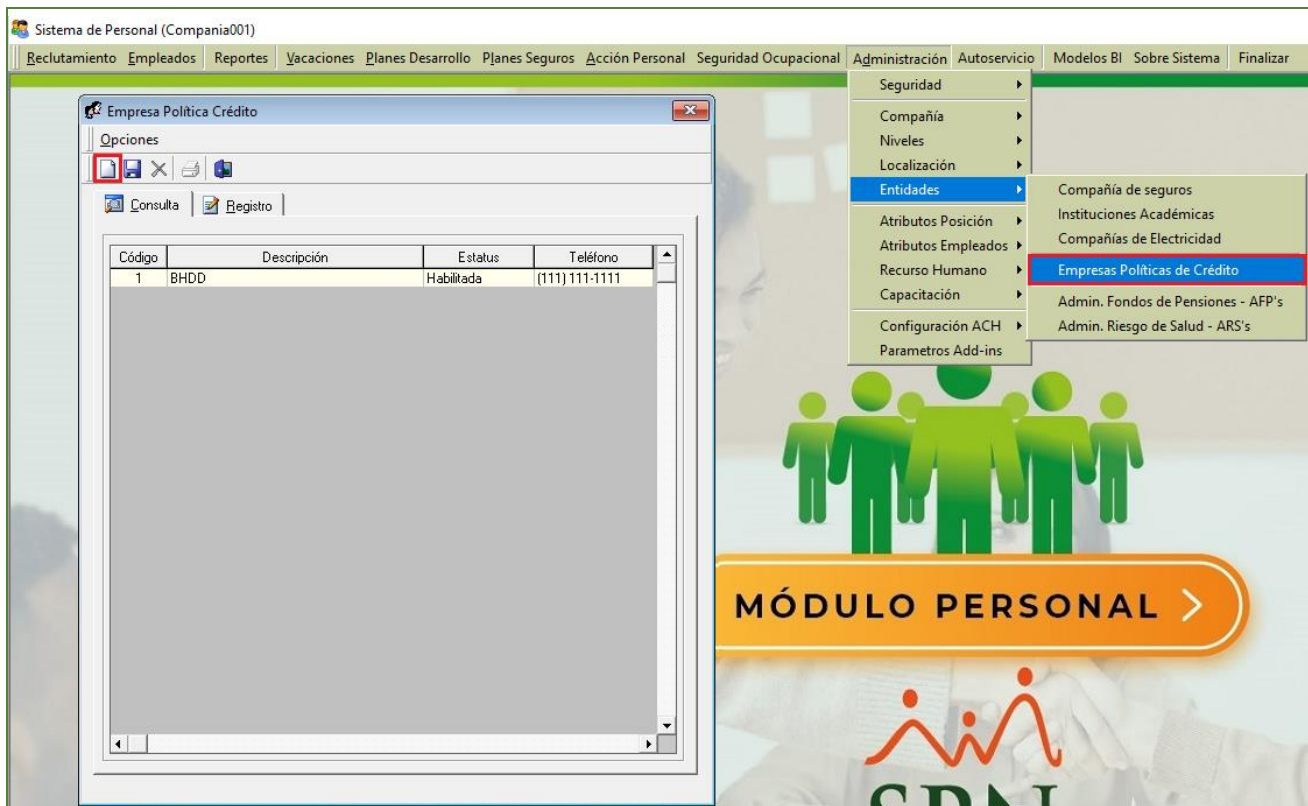 Sistema de Personal (Compania001)
Reclutamiento Empleados Reportes Vacaciones Planes Desarrollo Planes Seguros Acción Personal Seguridad Ocupacional Administración Autoservicio Modelos BI Sobre Sistema Finalizar
Empresa Política Crédito
Opciones
Consulta Registro
Código Descripción Estatus Teléfono
1 BHDD Habilitada (111) 111-1111
Seguridad
Compañía
Niveles
Localización
Entidades
Atributos Posición
Atributos Empleados
Recurso Humano
Capacitación
Configuración ACH
Parametros Add-ins
Compañía de seguros
Instituciones Académicas
Compañías de Electricidad
Empresas Políticas de Crédito
Admin. Fondos de Pensiones - AFP's
Admin. Riesgo de Salud - ARS's
MÓDULO PERSONAL